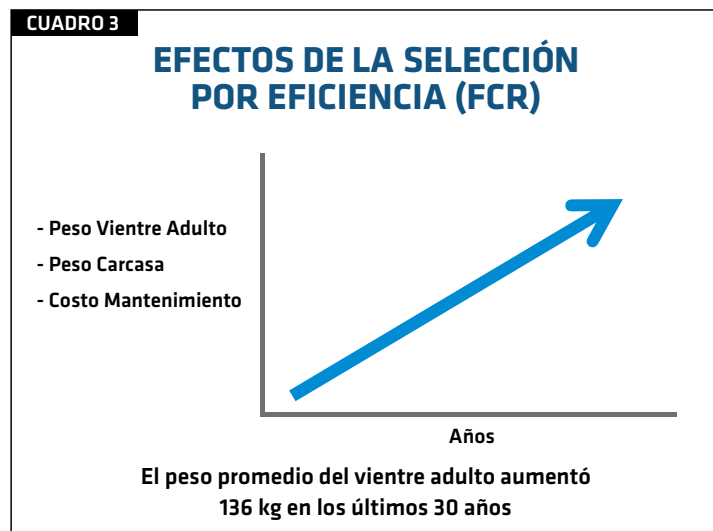 CUADRO 3
EFECTOS DE LA SELECCIÓN
POR EFICIENCIA (FCR)
- Peso Vientre Adulto
- Peso Carcasa
- Costo Mantenimiento
Años
El peso promedio del vientre adulto aumentó
136 kg en los últimos 30 años